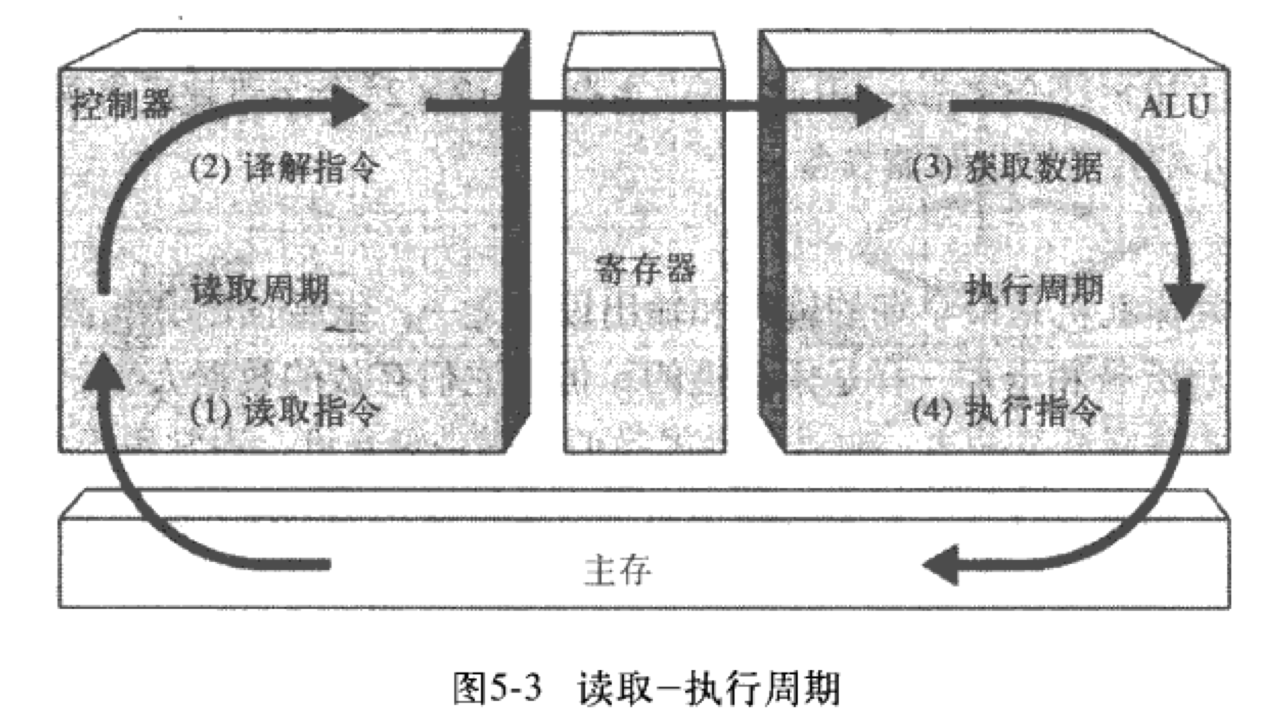 控制器
ALU
(2) 译解指令
(3) 获取数据
寄存器
读取周期
执行周期
(1) 读取指令
(4) 执行指令
主存
图5-3 读取－执行周期